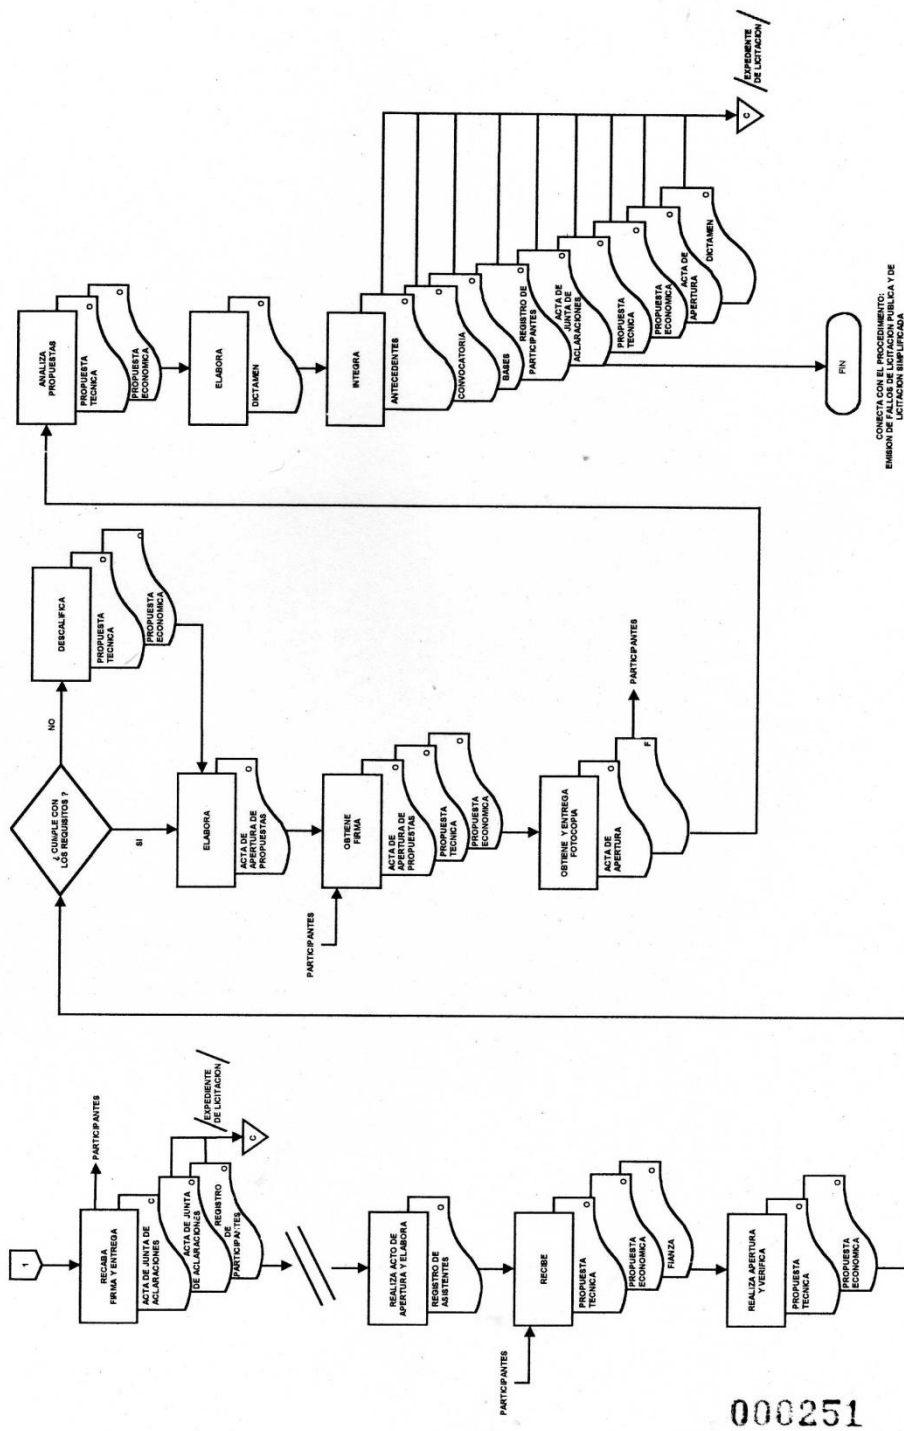 1
RECABA
FIRMA Y ENTREGA
PARTICIPANTES
ACTA DE JUNTA DE
ACLARACIONES
C
ACTA DE JUNTA
DE ACLARACIONES
O
REGISTRO
DE
PARTICIPANTES
O
EXPEDIENTE
DE LICITACION
C
REALIZA ACTO DE
APERTURA Y ELABORA
REGISTRO DE
ASISTENTES
O
PARTICIPANTES
RECIBE
PROPUESTA
TECNICA
O
PROPUESTA
ECONOMICA
O
FIANZA
O
REALIZA APERTURA
Y VERIFICA
PROPUESTA
TECNICA
O
PROPUESTA
ECONOMICA
O
¿ CUMPLE CON
LOS REQUISITOS ?
NO
SI
DESCALIFICA
PROPUESTA
TECNICA
O
PROPUESTA
ECONOMICA
O
ELABORA
ACTA DE
APERTURA DE
PROPUESTAS
O
PARTICIPANTES
OBTIENE
FIRMA
ACTA DE
APERTURA DE
PROPUESTAS
O
PROPUESTA
TECNICA
O
PROPUESTA
ECONOMICA
O
OBTIENE Y ENTREGA
FOTOCOPIA
ACTA DE
APERTURA
O
F
PARTICIPANTES
ANALIZA
PROPUESTAS
PROPUESTA
TECNICA
O
PROPUESTA
ECONOMICA
O
ELABORA
DICTAMEN
O
INTEGRA
ANTECEDENTES
O
CONVOCATORIA
O
BASES
O
REGISTRO DE
PARTICIPANTES
O
ACTA DE
JUNTA DE
ACLARACIONES
O
PROPUESTA
TECNICA
O
PROPUESTA
ECONOMICA
O
ACTA DE
APERTURA
O
DICTAMEN
O
EXPEDIENTE
DE LICITACION
C
FIN
CONECTA CON EL PROCEDIMIENTO:
EMISION DE FALLOS DE LICITACION PUBLICA Y DE
LICITACION SIMPLIFICADA
000251